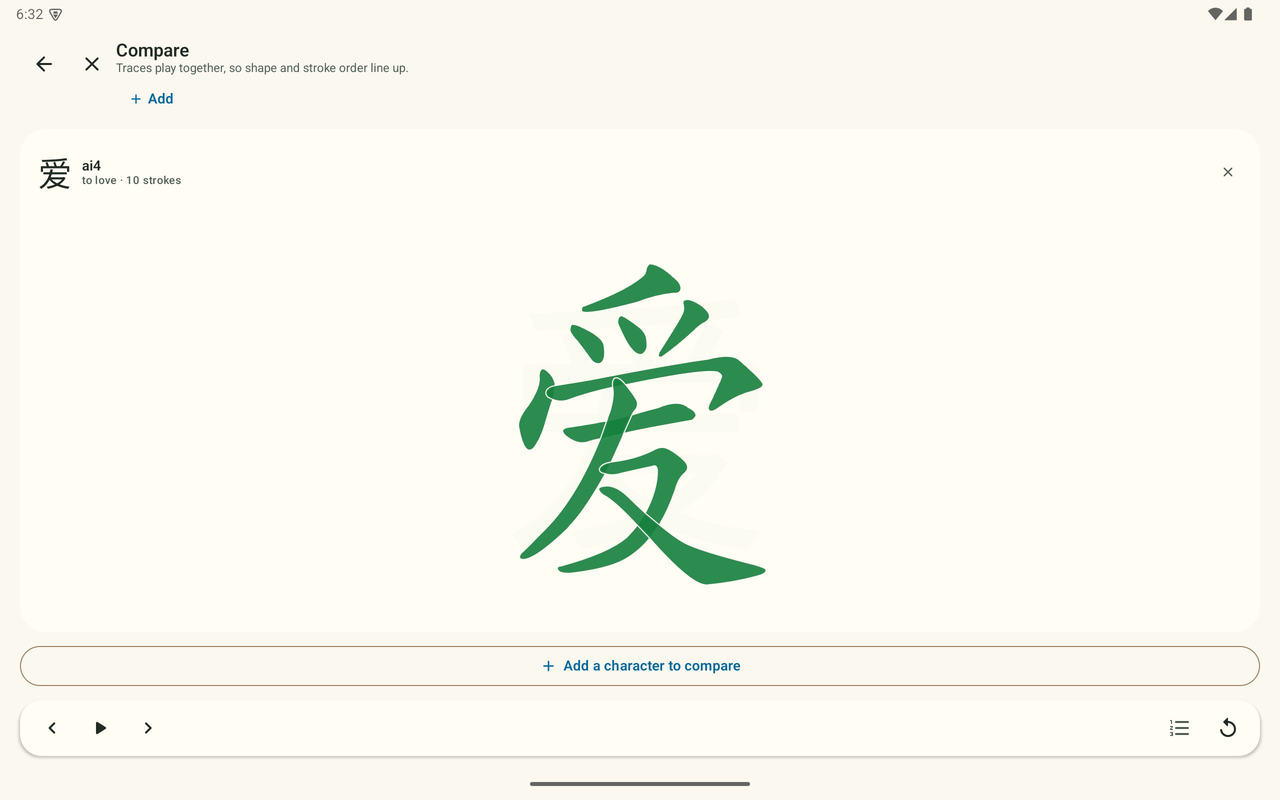 6:32
Compare
Traces play together, so shape and stroke order line up.
+ Add
爱
ai4
to love · 10 strokes
爱
+ Add a character to compare